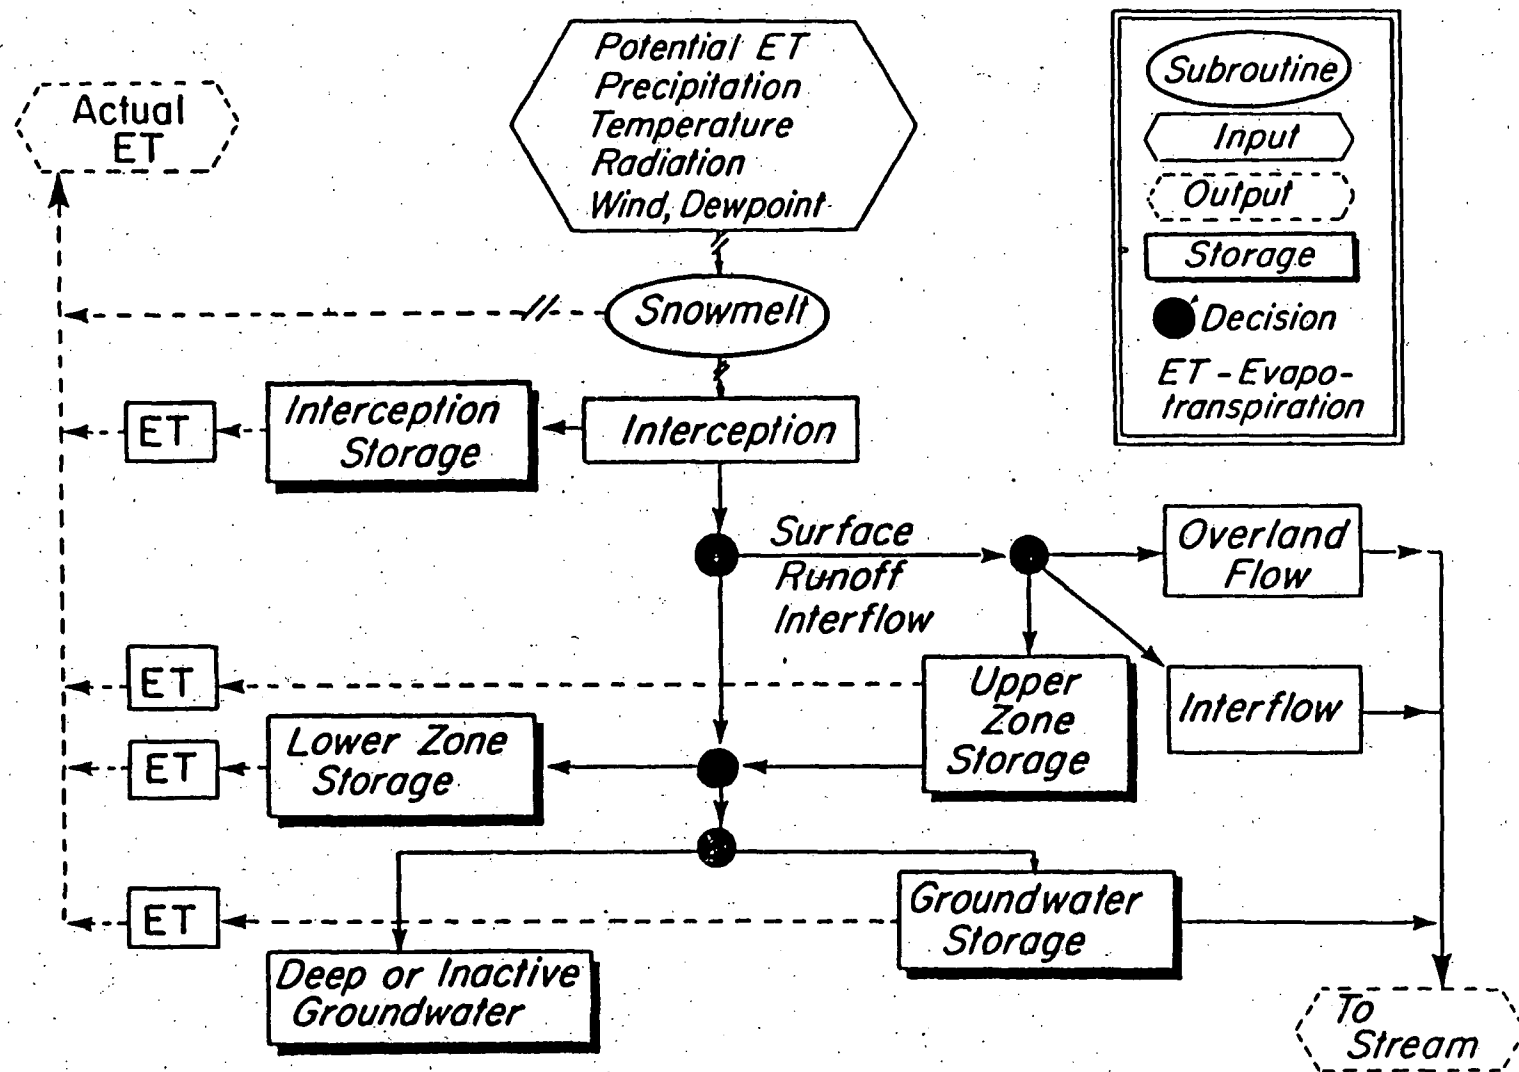 Potential ET
Precipitation
Temperature
Radiation
Wind, Dewpoint
Actual
ET
Subroutine
Input
Output
Storage
Decision
ET - Evapo-
transpiration
Snowmelt
ET
Interception
Storage
Interception
Surface
Runoff
Interflow
Overland
Flow
ET
Upper
Zone
Storage
Interflow
ET
Lower Zone
Storage
ET
Groundwater
Storage
Deep or Inactive
Groundwater
To
Stream